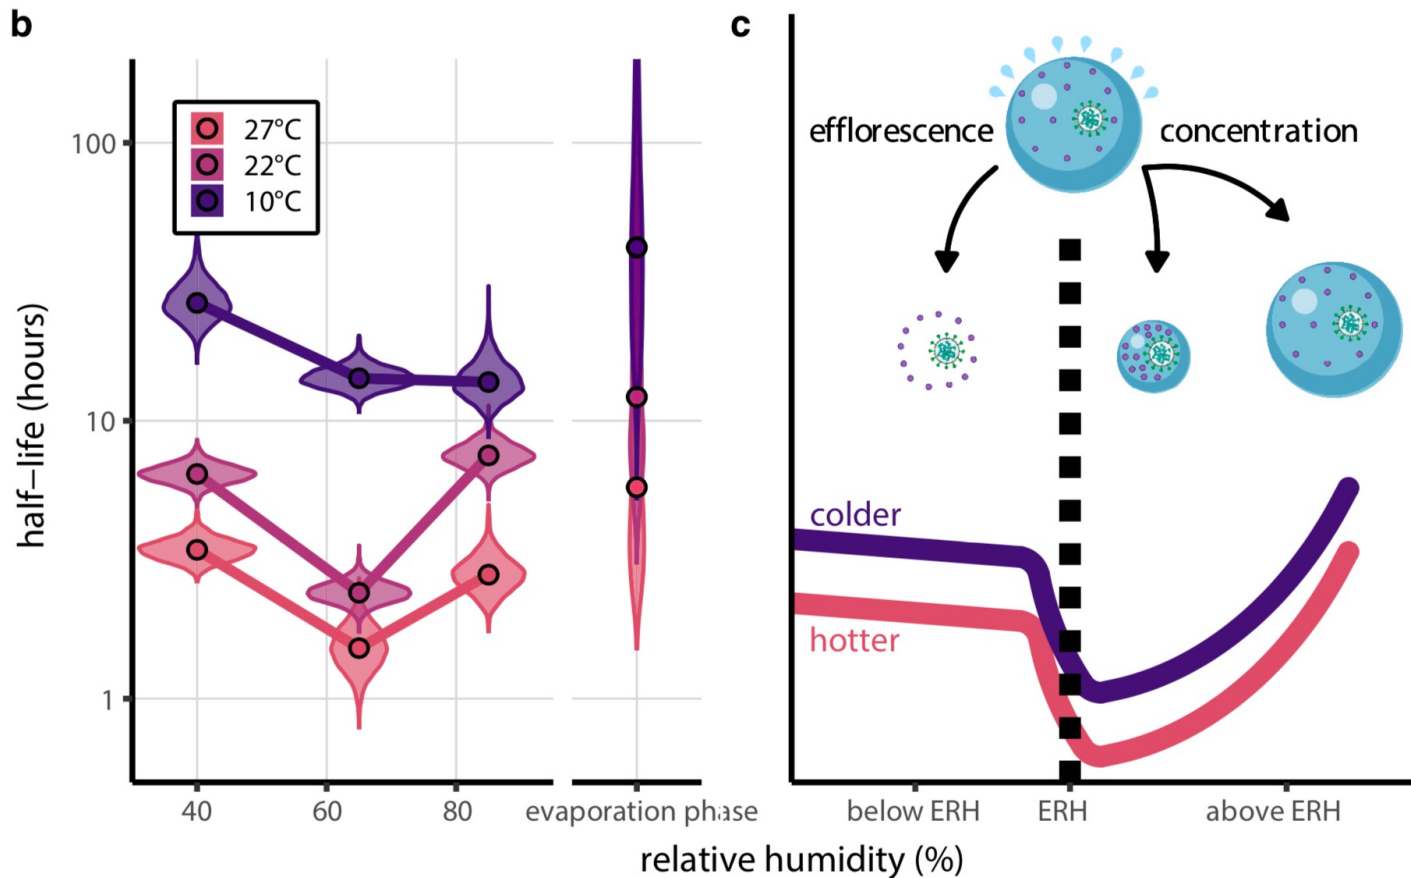 b
27°C
22°C
10°C
100
10
1
half–life (hours)
40
60
80
evaporation phase
relative humidity (%)
c
efflorescence
concentration
colder
hotter
below ERH
ERH
above ERH